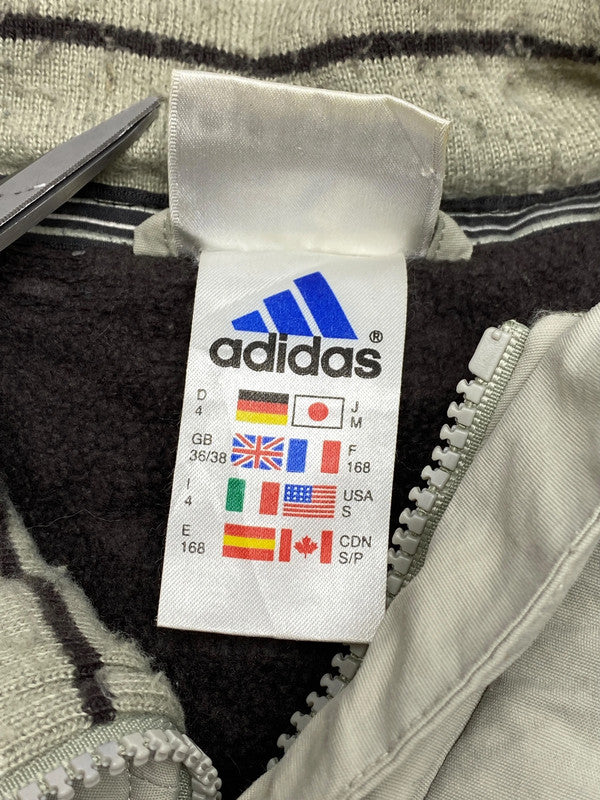 adidas®
D 4 J M
GB 36/38 F 168
I 4 USA S
E 168 CDN S/P